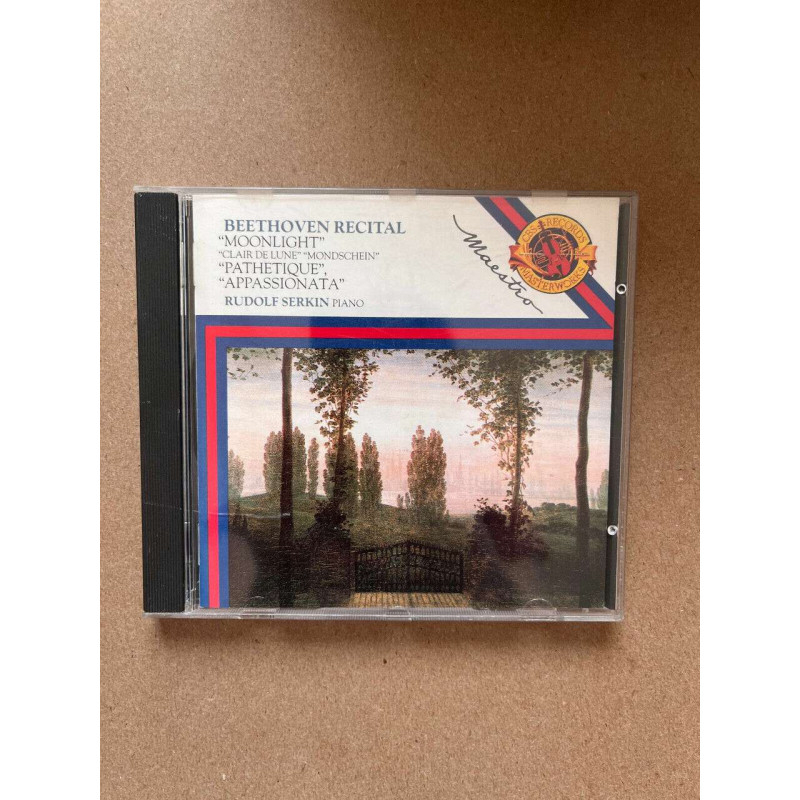 BEETHOVEN RECITAL
"MOONLIGHT"
"CLAIR DE LUNE" "MONDSCHEIN"
"PATHETIQUE",
"APPASSIONATA"
RUDOLF SERKIN PIANO
Maestro
CBS RECORDS
MASTERWORKS